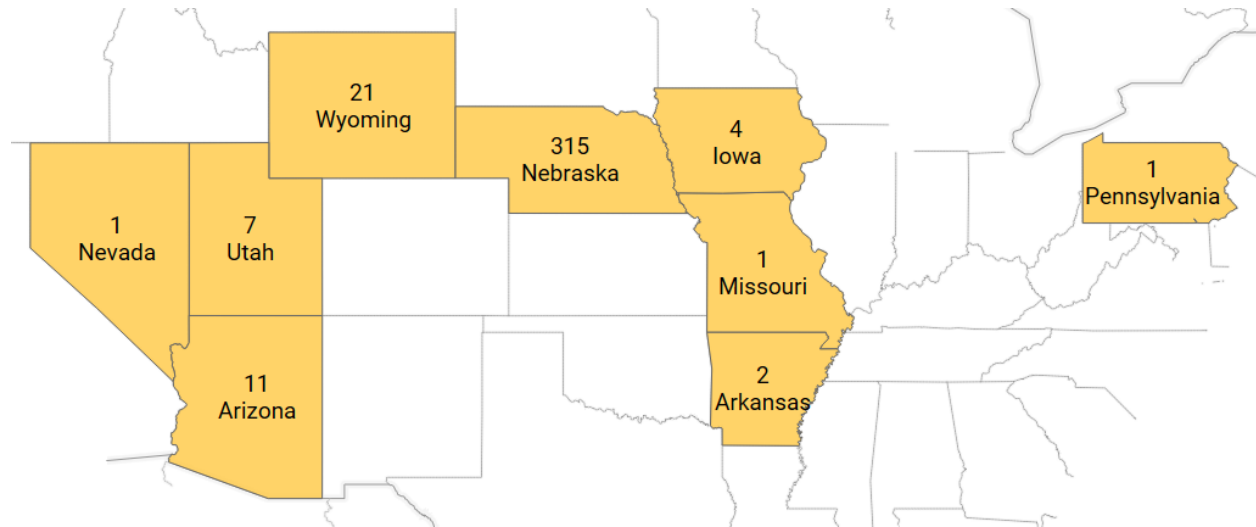 21
Wyoming
315
Nebraska
4
Iowa
1
Pennsylvania
1
Nevada
7
Utah
1
Missouri
11
Arizona
2
Arkansas